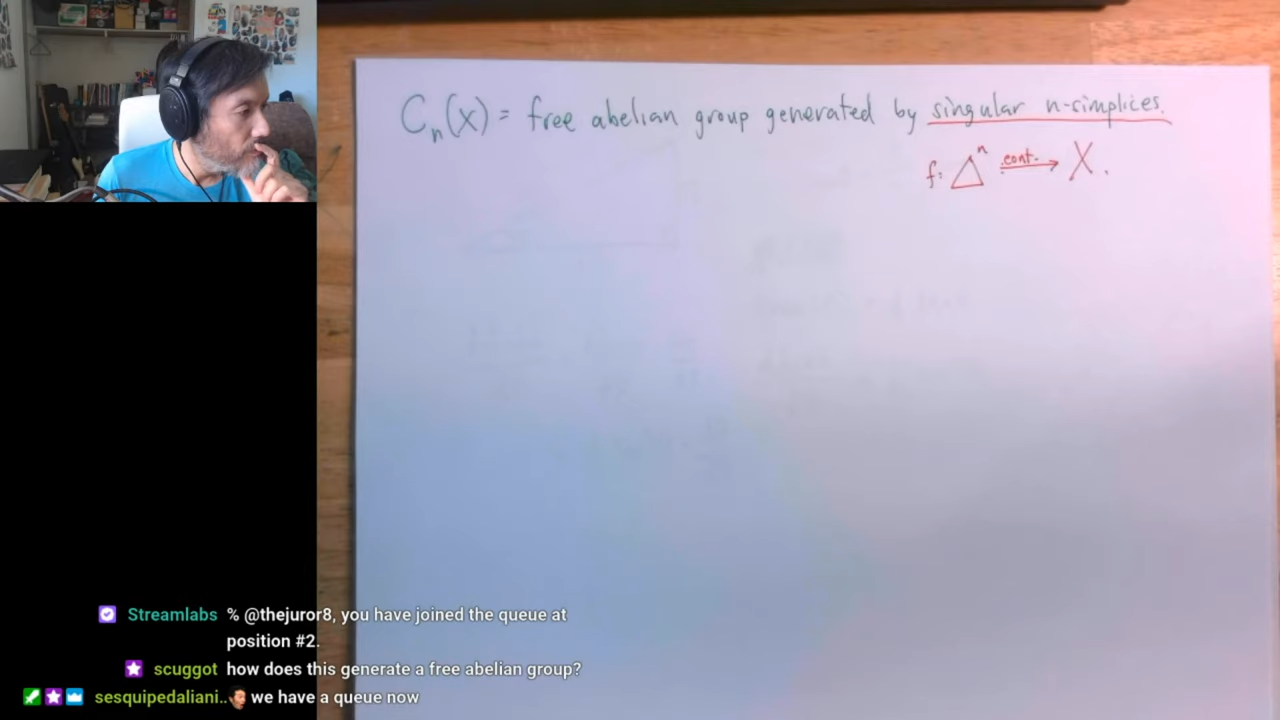 Cₙ(X) = free abelian group generated by singular n-simplices.
f: Δⁿ cont. → X.
Streamlabs % @thejuror8, you have joined the queue at
position #2.
scuggot how does this generate a free abelian group?
sesquipedaliani.. we have a queue now